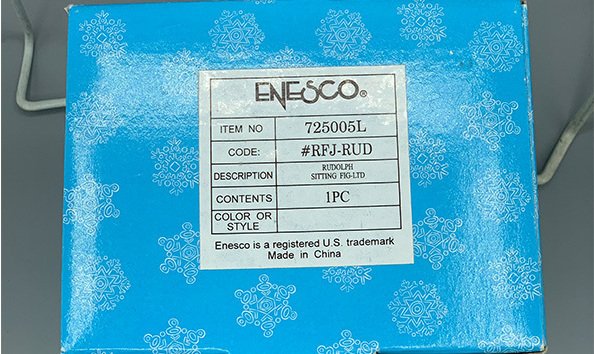 ENESCO®
ITEM NO 725005L
CODE: #RFJ-RUD
DESCRIPTION RUDOLPH
SITTING FIG-LTD
CONTENTS 1PC
COLOR OR
STYLE
Enesco is a registered U.S. trademark
Made in China